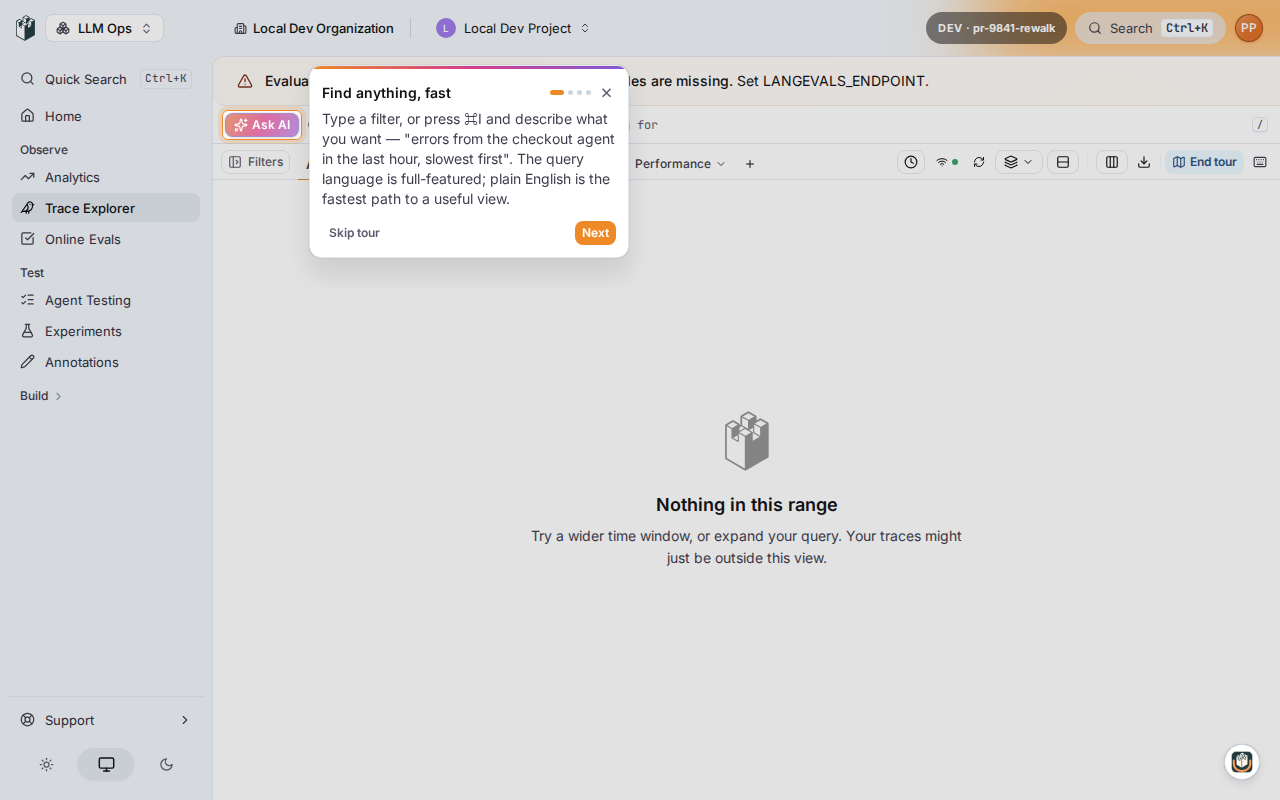 LLM Ops
Local Dev Organization
L Local Dev Project
DEV · pr-9841-rewalk
Search Ctrl+K
PP
Quick Search Ctrl+K
Home
Observe
Analytics
Trace Explorer
Online Evals
Test
Agent Testing
Experiments
Annotations
Build
Support
are missing. Set LANGEVALS_ENDPOINT.
Ask AI
for
/
Filters
Performance
End tour
Find anything, fast
Type a filter, or press ⌘I and describe what
you want — "errors from the checkout agent
in the last hour, slowest first". The query
language is full-featured; plain English is the
fastest path to a useful view.
Skip tour
Next
Nothing in this range
Try a wider time window, or expand your query. Your traces might
just be outside this view.